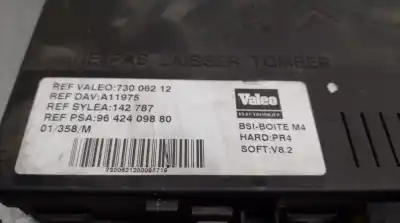 NE PAS LAISSER TOMBER
REF VALEO:730 062 12
REF DAV:A11975
REF SYLEA:142 787
REF PSA:96 424 098 80
01/358/M
Valeo
BSI-BOITE M4
HARD:PR4
SOFT:V8.2